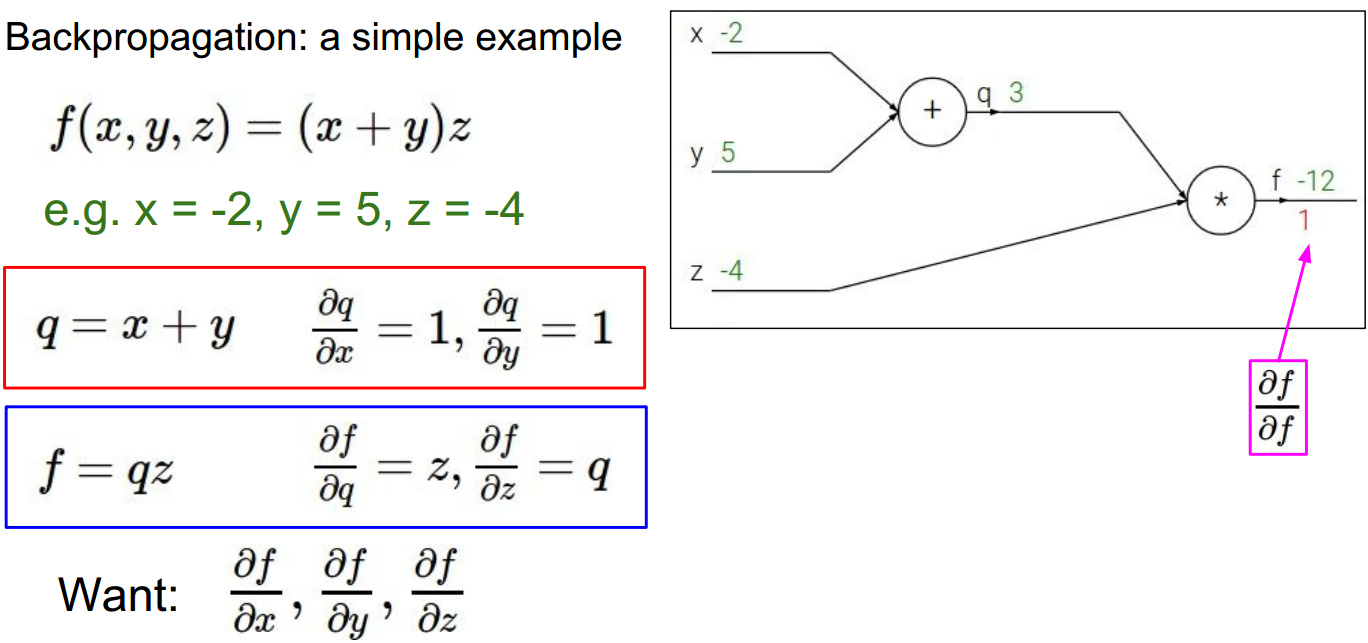 Backpropagation: a simple example
f(x, y, z) = (x + y)z
e.g. x = -2, y = 5, z = -4
q = x + y ∂q/∂x = 1, ∂q/∂y = 1
f = qz ∂f/∂q = z, ∂f/∂z = q
Want: ∂f/∂x, ∂f/∂y, ∂f/∂z
x -2
+
q 3
y 5
*
f -12
1
z -4
∂f/∂f